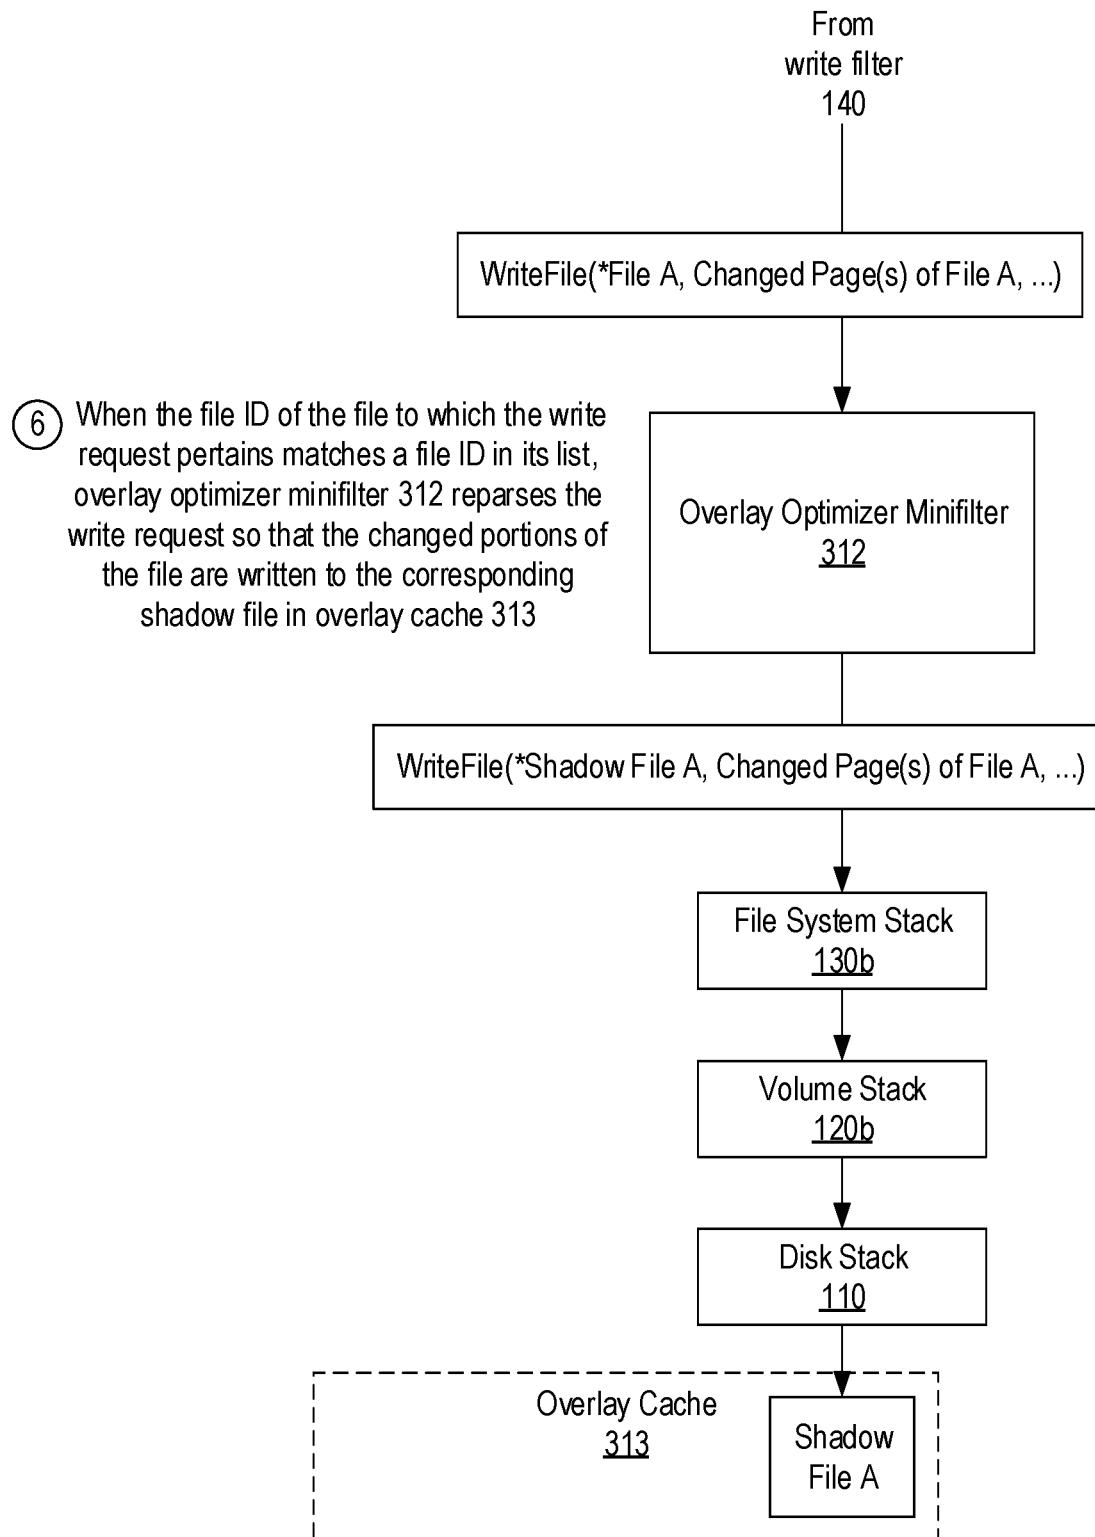 From
write filter
140
WriteFile(*File A, Changed Page(s) of File A, ...)
6
When the file ID of the file to which the write
request pertains matches a file ID in its list,
overlay optimizer minifilter 312 reparses the
write request so that the changed portions of
the file are written to the corresponding
shadow file in overlay cache 313
Overlay Optimizer Minifilter
312
WriteFile(*Shadow File A, Changed Page(s) of File A, ...)
File System Stack
130b
Volume Stack
120b
Disk Stack
110
Overlay Cache
313
Shadow
File A